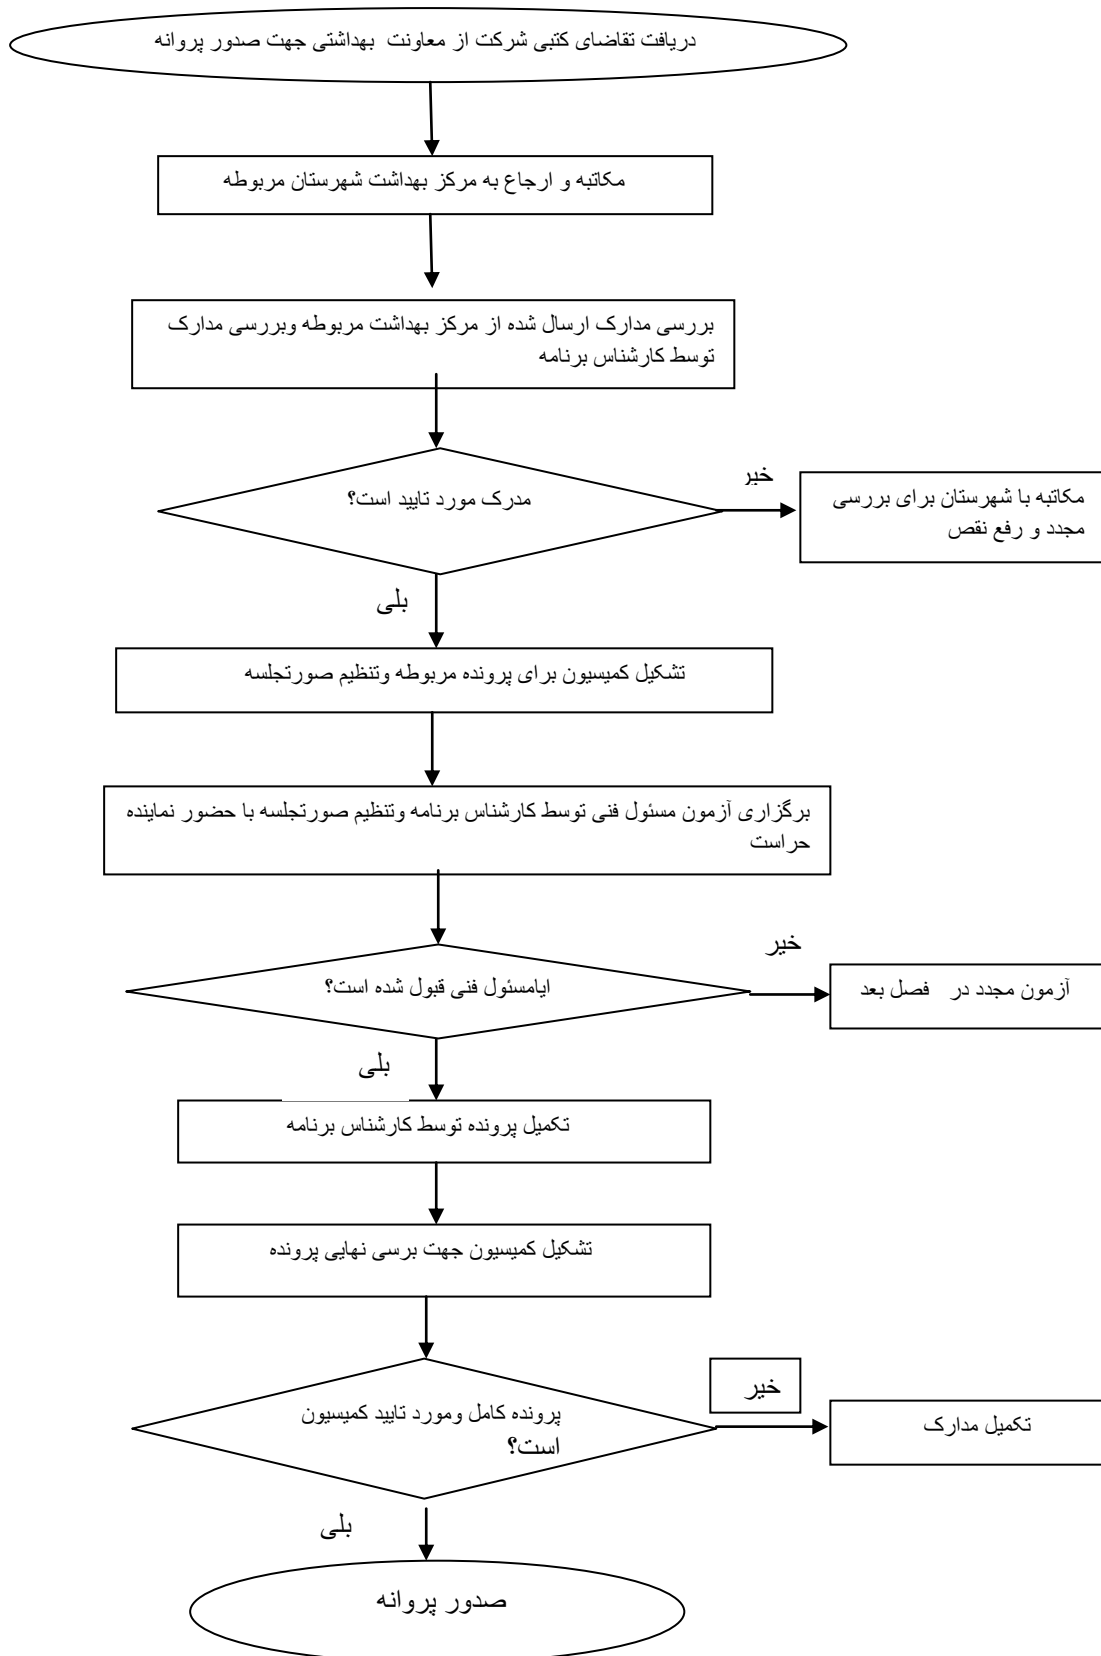 دریافت تقاضای کتبی شرکت از معاونت بهداشتی جهت صدور پروانه
مکاتبه و ارجاع به مرکز بهداشت شهرستان مربوطه
بررسی مدارک ارسال شده از مرکز بهداشت مربوطه وبررسی مدارک
توسط کارشناس برنامه
مدرک مورد تایید است؟
خیر
مکاتبه با شهرستان برای بررسی
مجدد و رفع نقص
بلی
تشکیل کمیسیون برای پرونده مربوطه وتنظیم صورتجلسه
برگزاری آزمون مسئول فنی توسط کارشناس برنامه وتنظیم صورتجلسه با حضور نماینده
حراست
خیر
ایامسئول فنی قبول شده است؟
آزمون مجدد در فصل بعد
بلی
تکمیل پرونده توسط کارشناس برنامه
تشکیل کمیسیون جهت برسی نهایی پرونده
خیر
پرونده کامل ومورد تایید کمیسیون
است؟
تکمیل مدارک
بلی
صدور پروانه